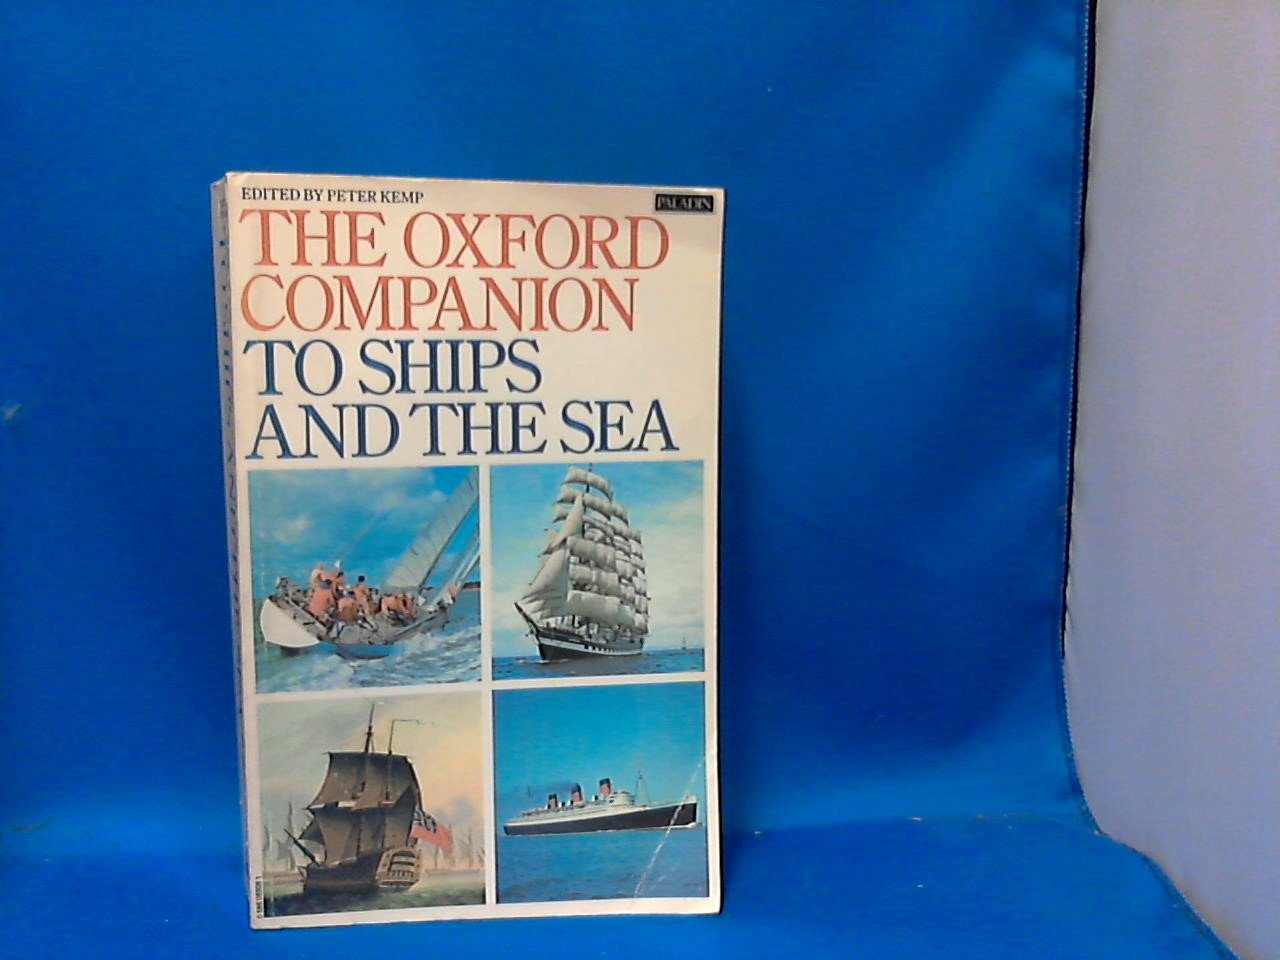 EDITED BY PETER KEMP
PALADIN
THE OXFORD
COMPANION
TO SHIPS
AND THE SEA